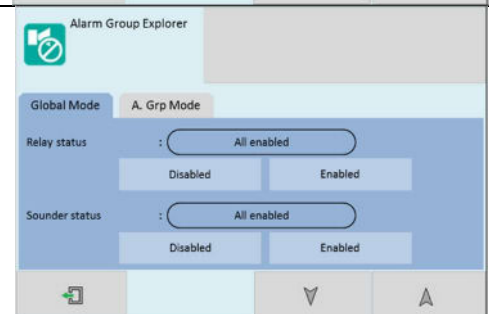 Alarm Group Explorer
Global Mode A. Grp Mode
Relay status : All enabled
Disabled Enabled
Sounder status : All enabled
Disabled Enabled